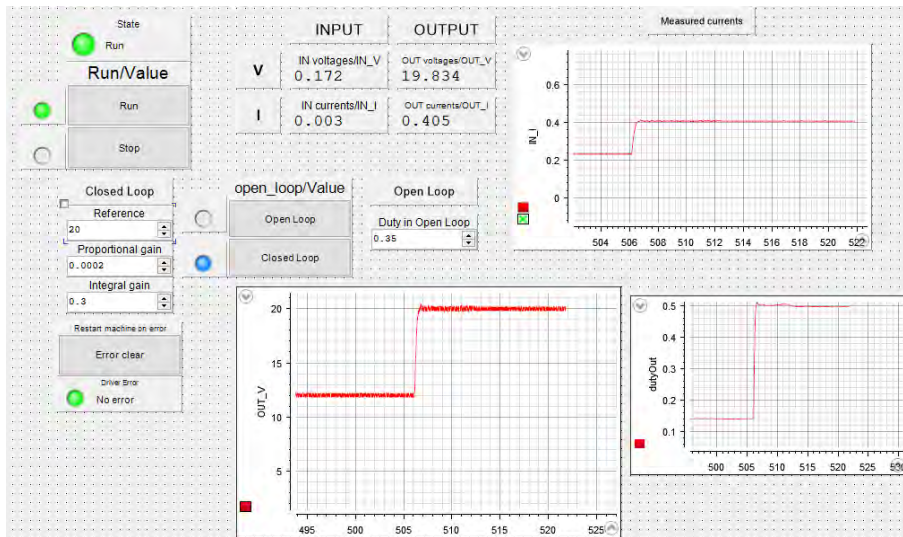 State
Run
Run/Value
Run
Stop
INPUT
OUTPUT
V
IN voltages/IN_V
0.172
OUT voltages/OUT_V
19.834
I
IN currents/IN_I
0.003
OUT currents/OUT_I
0.405
Measured currents
IN_I
0.6
0.4
0.2
0
504 506 508 510 512 514 516 518 520 522
Closed Loop
Reference
20
Proportional gain
0.0002
Integral gain
0.3
Restart machine on error
Error clear
Driver Error
No error
open_loop/Value
Open Loop
Closed Loop
Open Loop
Duty in Open Loop
0.35
OUT_V
20
15
10
5
495 500 505 510 515 520 525
dutyOut
0.5
0.4
0.3
0.2
0.1
500 505 510 515 520 525 530